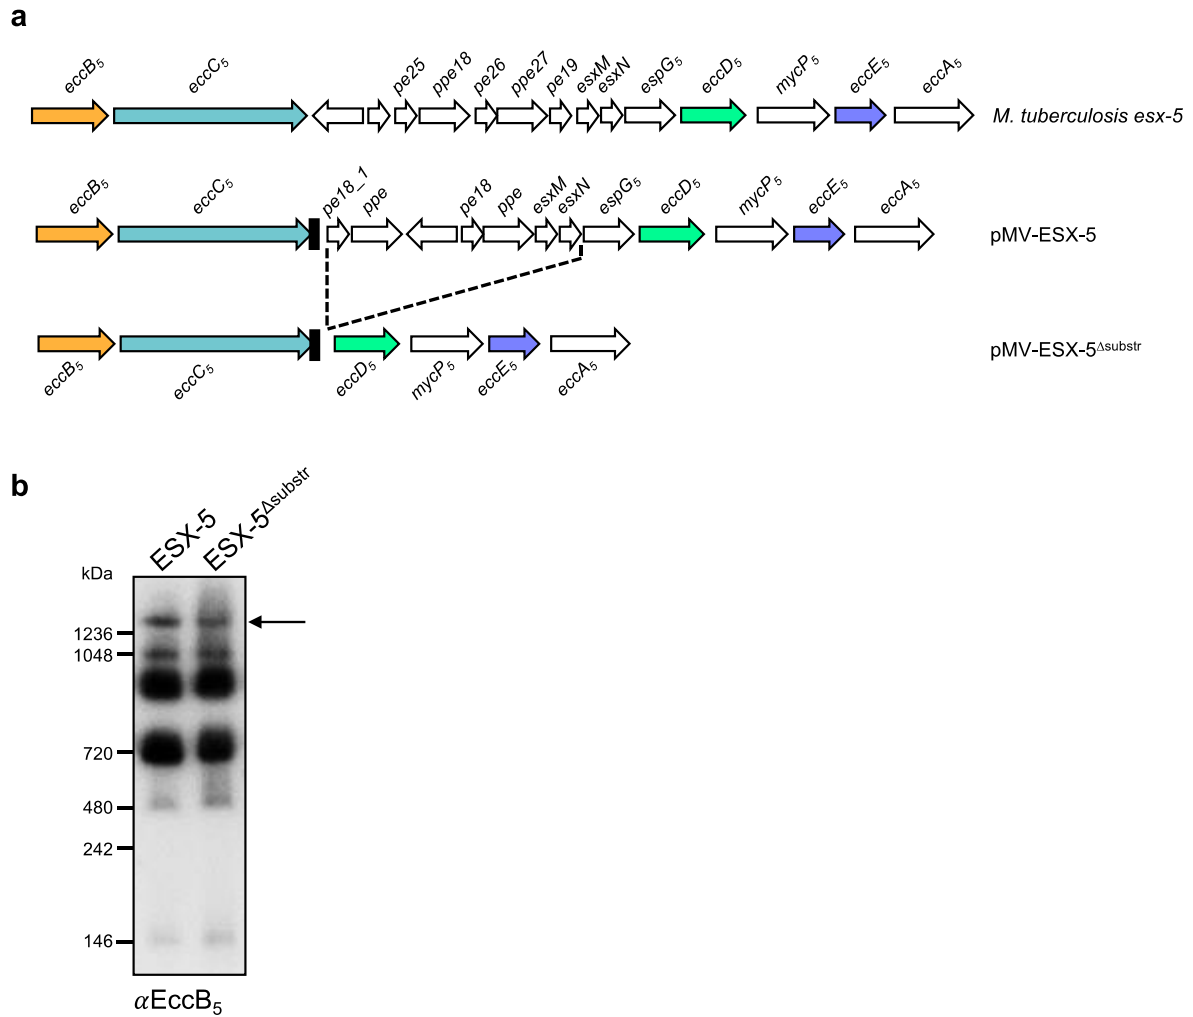 a
eccB5 eccC5 pe25 ppe18 pe26 ppe27 pe19 esxM esxN espG5 eccD5 mycP5 eccE5 eccA5
M. tuberculosis esx-5
eccB5 eccC5 pe18_1 ppe pe18 ppe esxM esxN espG5 eccD5 mycP5 eccE5 eccA5
pMV-ESX-5
pMV-ESX-5Δsubstr
eccB5 eccC5 eccD5 mycP5 eccE5 eccA5
b
ESX-5 ESX-5Δsubstr
kDa
1236
1048
720
480
242
146
αEccB5